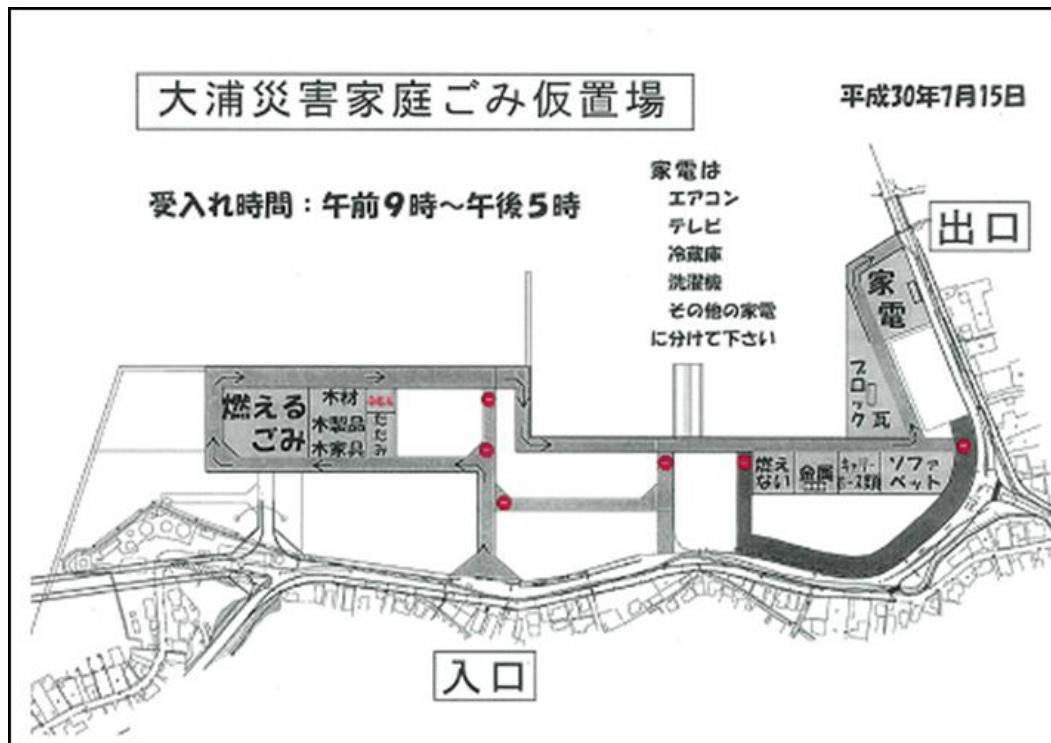 大浦災害家庭ごみ仮置場
平成30年7月15日
受入れ時間：午前9時～午後5時
家電は
エアコン
テレビ
冷蔵庫
洗濯機
その他の家電
に分けて下さい
出口
家電
ブロック
瓦
燃える
ごみ
木材
木製品
木家具
たたみ
燃え
ない
金属
ソファ
ベット
入口